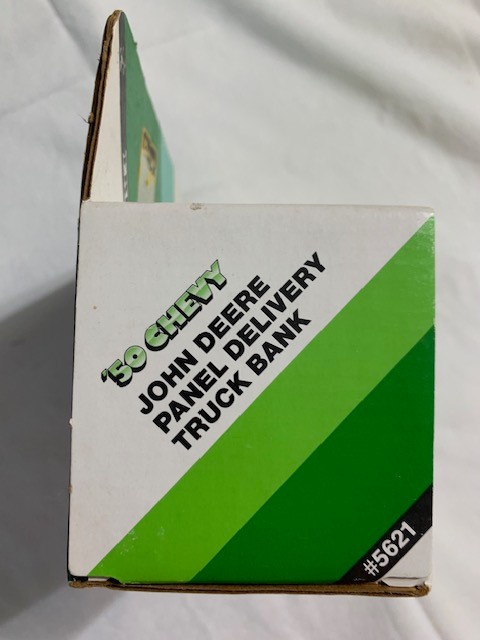 '50 CHEVY
JOHN DEERE
PANEL DELIVERY
TRUCK BANK
#5621